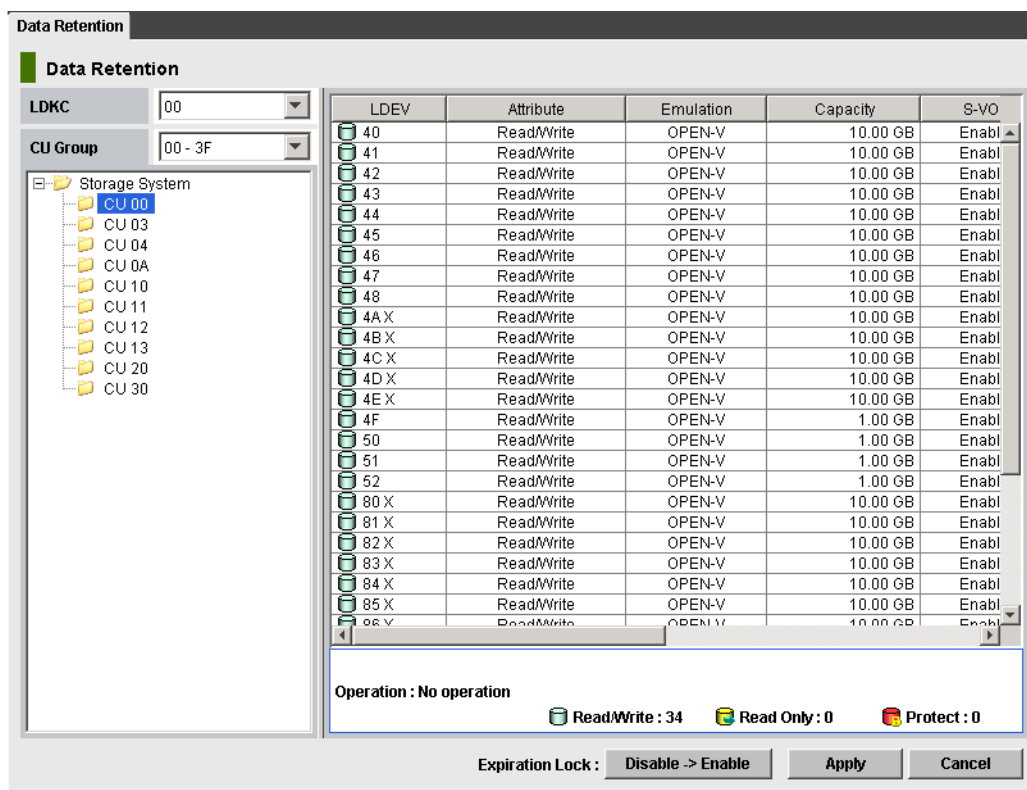 Data Retention
Data Retention
LDKC 00
CU Group 00 - 3F
Storage System
CU 00
CU 03
CU 04
CU 0A
CU 10
CU 11
CU 12
CU 13
CU 20
CU 30
LDEV Attribute Emulation Capacity S-VO
40 Read/Write OPEN-V 10.00 GB Enabl
41 Read/Write OPEN-V 10.00 GB Enabl
42 Read/Write OPEN-V 10.00 GB Enabl
43 Read/Write OPEN-V 10.00 GB Enabl
44 Read/Write OPEN-V 10.00 GB Enabl
45 Read/Write OPEN-V 10.00 GB Enabl
46 Read/Write OPEN-V 10.00 GB Enabl
47 Read/Write OPEN-V 10.00 GB Enabl
48 Read/Write OPEN-V 10.00 GB Enabl
4A X Read/Write OPEN-V 10.00 GB Enabl
4B X Read/Write OPEN-V 10.00 GB Enabl
4C X Read/Write OPEN-V 10.00 GB Enabl
4D X Read/Write OPEN-V 10.00 GB Enabl
4E X Read/Write OPEN-V 10.00 GB Enabl
4F Read/Write OPEN-V 1.00 GB Enabl
50 Read/Write OPEN-V 1.00 GB Enabl
51 Read/Write OPEN-V 1.00 GB Enabl
52 Read/Write OPEN-V 1.00 GB Enabl
80 X Read/Write OPEN-V 10.00 GB Enabl
81 X Read/Write OPEN-V 10.00 GB Enabl
82 X Read/Write OPEN-V 10.00 GB Enabl
83 X Read/Write OPEN-V 10.00 GB Enabl
84 X Read/Write OPEN-V 10.00 GB Enabl
85 X Read/Write OPEN-V 10.00 GB Enabl
86 X Read/Write OPEN-V 10.00 GB Enabl
Operation : No operation
Read/Write : 34 Read Only : 0 Protect : 0
Expiration Lock : Disable -> Enable Apply Cancel